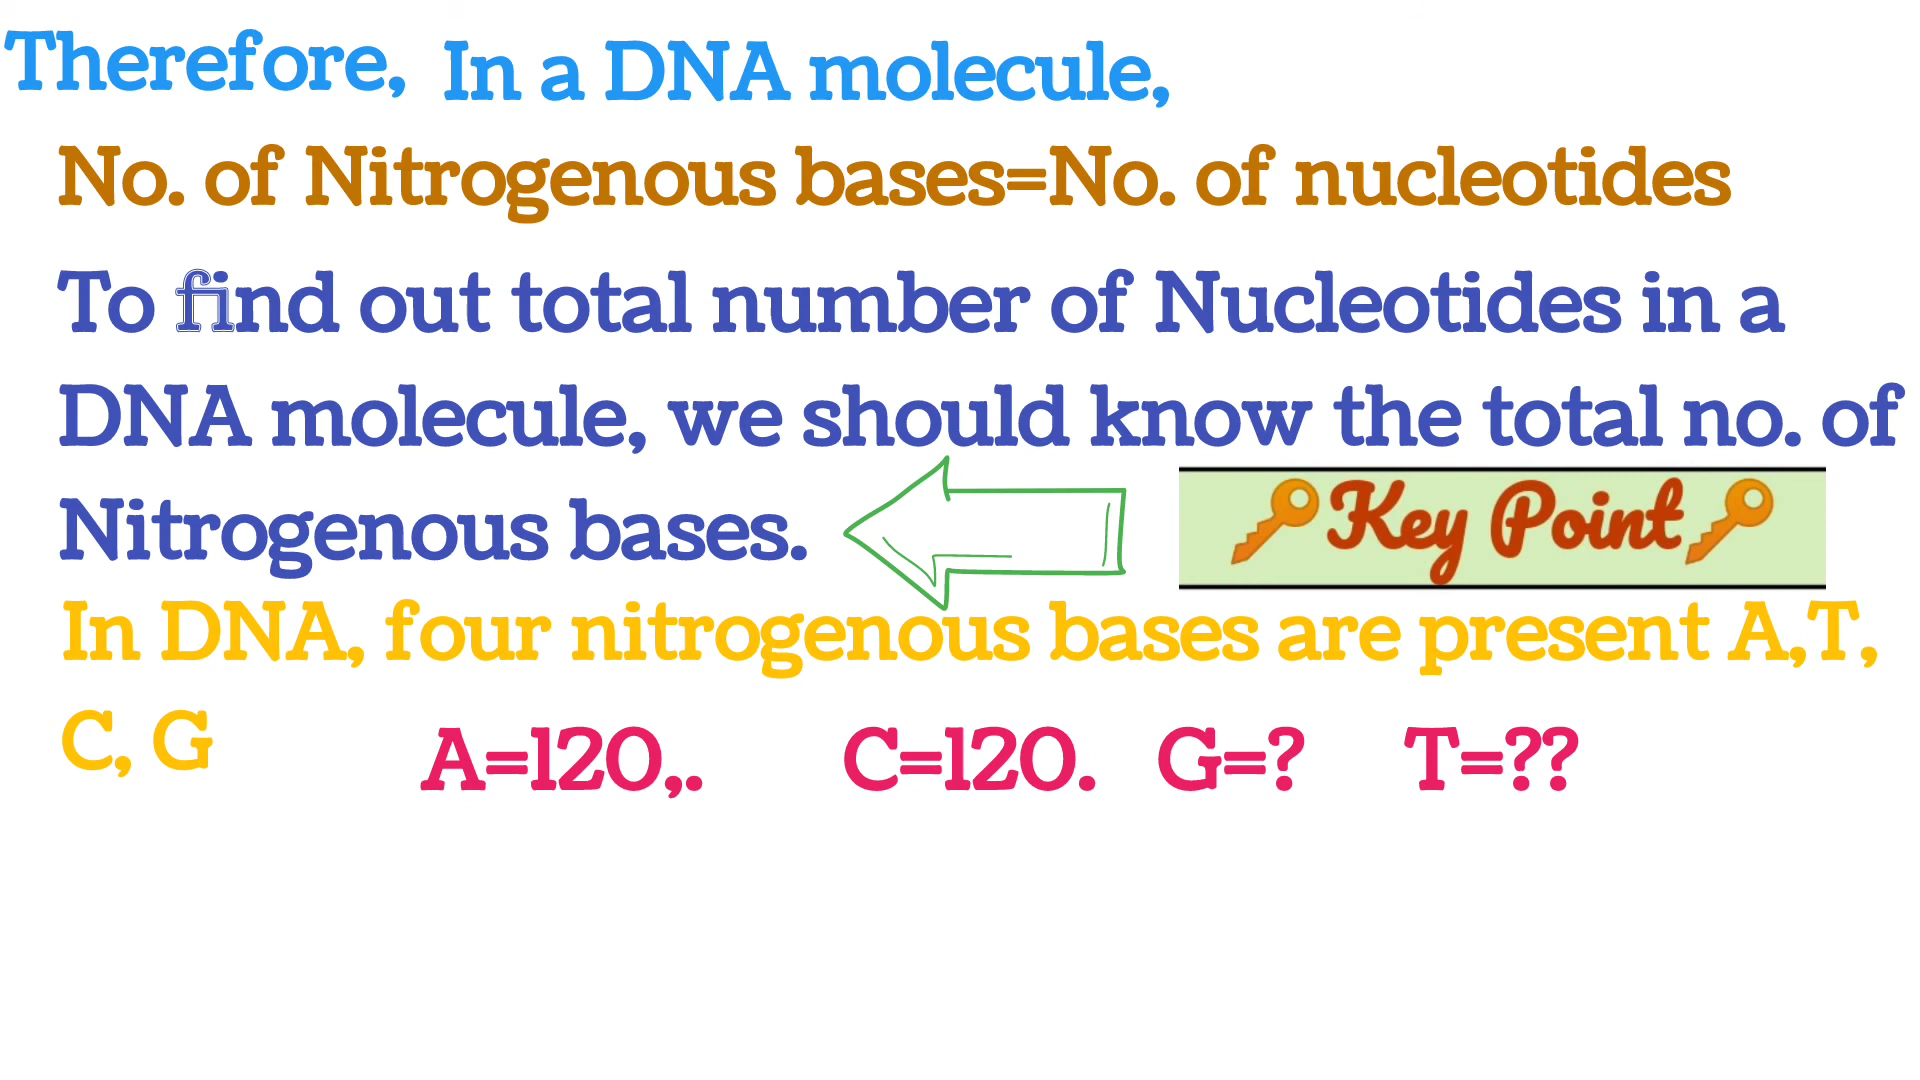 Therefore, In a DNA molecule,
No. of Nitrogenous bases=No. of nucleotides
To find out total number of Nucleotides in a
DNA molecule, we should know the total no. of
Nitrogenous bases.
Key Point
In DNA, four nitrogenous bases are present A,T,
C, G
A=120,. C=120. G=? T=??